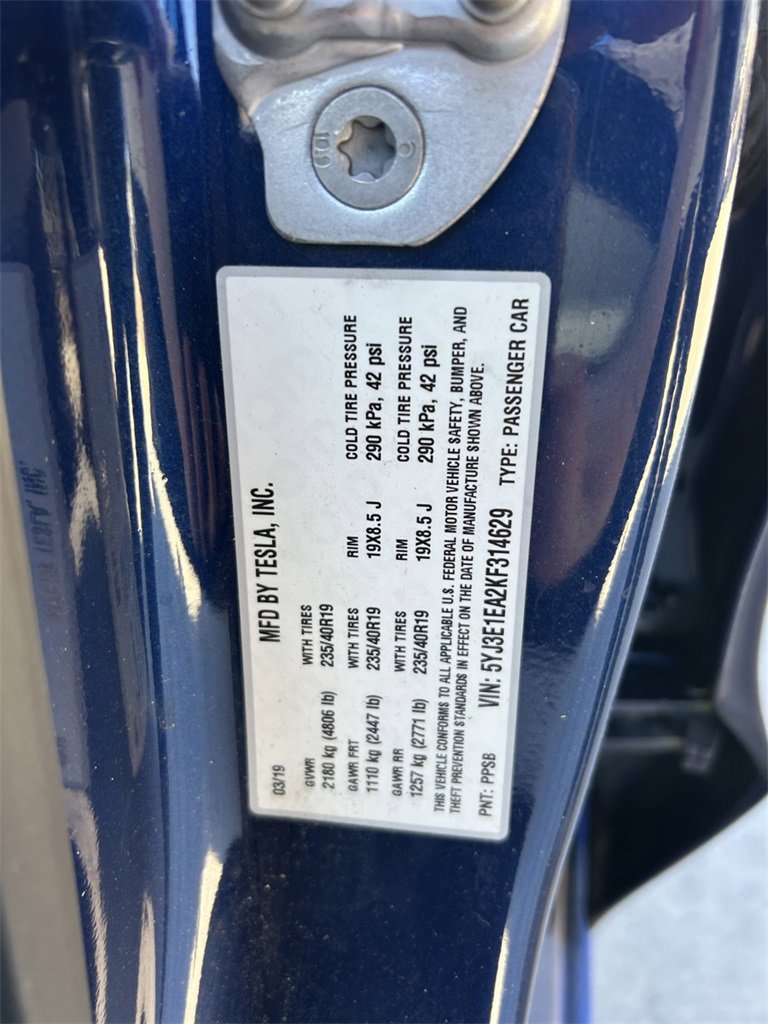 MFD BY TESLA, INC.
03/19
GVWR WITH TIRES
2180 kg (4806 lb) 235/40R19
GAWR FRT WITH TIRES RIM COLD TIRE PRESSURE
1110 kg (2447 lb) 235/40R19 19X8.5 J 290 kPa, 42 psi
GAWR RR WITH TIRES RIM COLD TIRE PRESSURE
1257 kg (2771 lb) 235/40R19 19X8.5 J 290 kPa, 42 psi
THIS VEHICLE CONFORMS TO ALL APPLICABLE U.S. FEDERAL MOTOR VEHICLE SAFETY, BUMPER, AND
THEFT PREVENTION STANDARDS IN EFFECT ON THE DATE OF MANUFACTURE SHOWN ABOVE.
PNT: PPSB VIN: 5YJ3E1EA2KF314629 TYPE: PASSENGER CAR